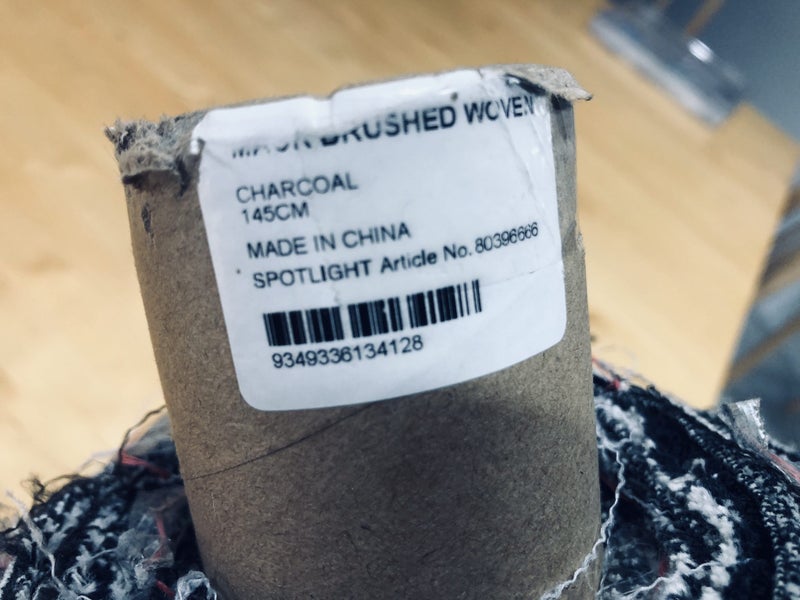 BRUSHED WOVEN
CHARCOAL
145CM
MADE IN CHINA
SPOTLIGHT Article No. 80396666
9349336134128